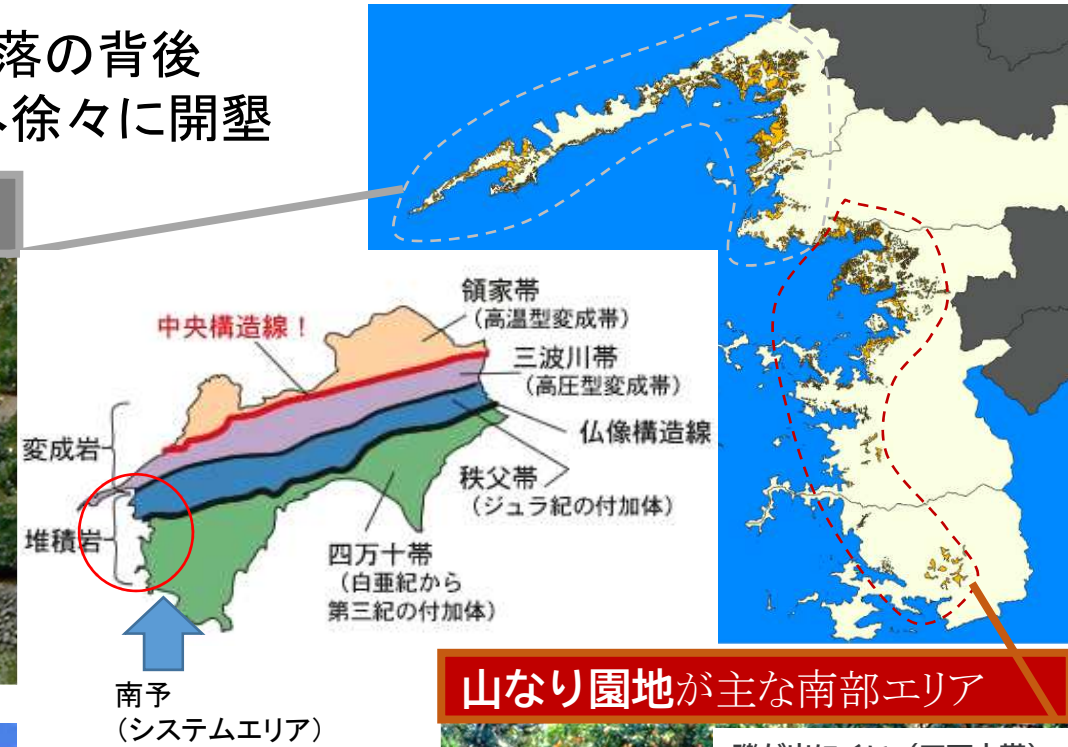 落の背後
徐々に開墾
領家帯
（高温型変成帯）
中央構造線！
三波川帯
（高圧型変成帯）
仏像構造線
変成岩
秩父帯
（ジュラ紀の付加体）
堆積岩
四万十帯
（白亜紀から
第三紀の付加体）
南予
（システムエリア）
山なり園地が主な南部エリア